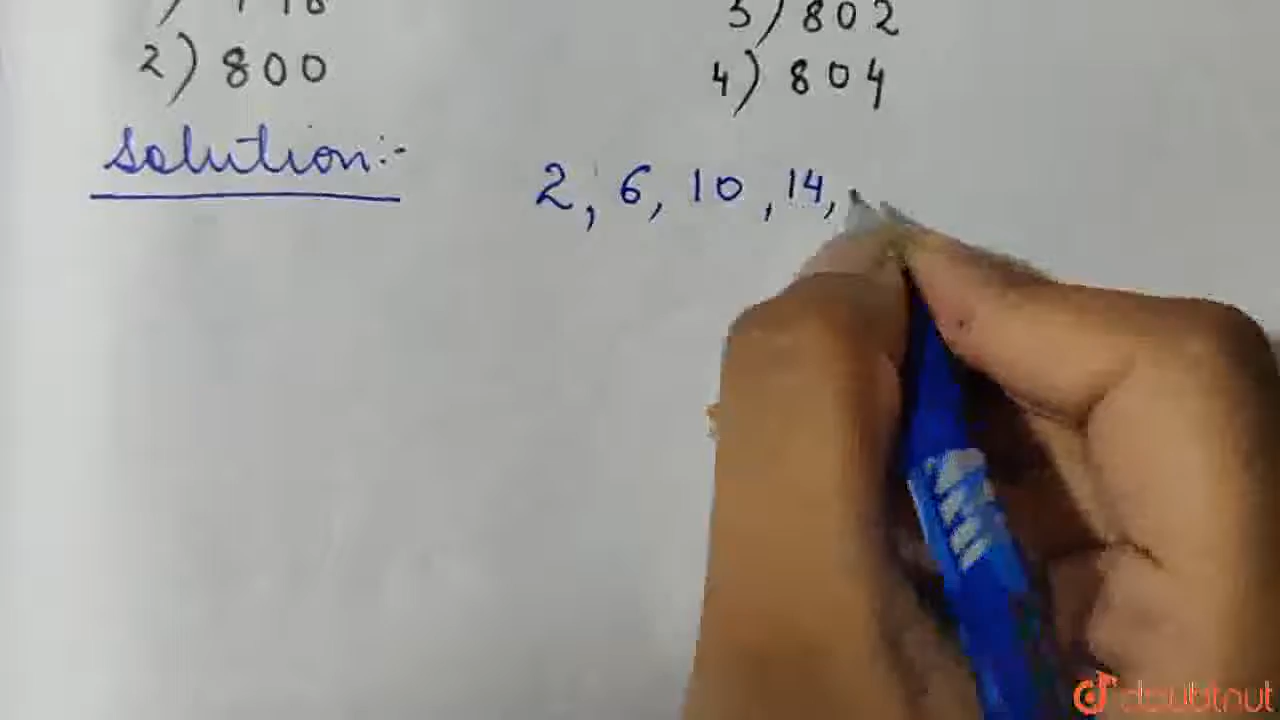 2) 800
3) 802
4) 804
Solution:-
2, 6, 10, 14,
doubtnut